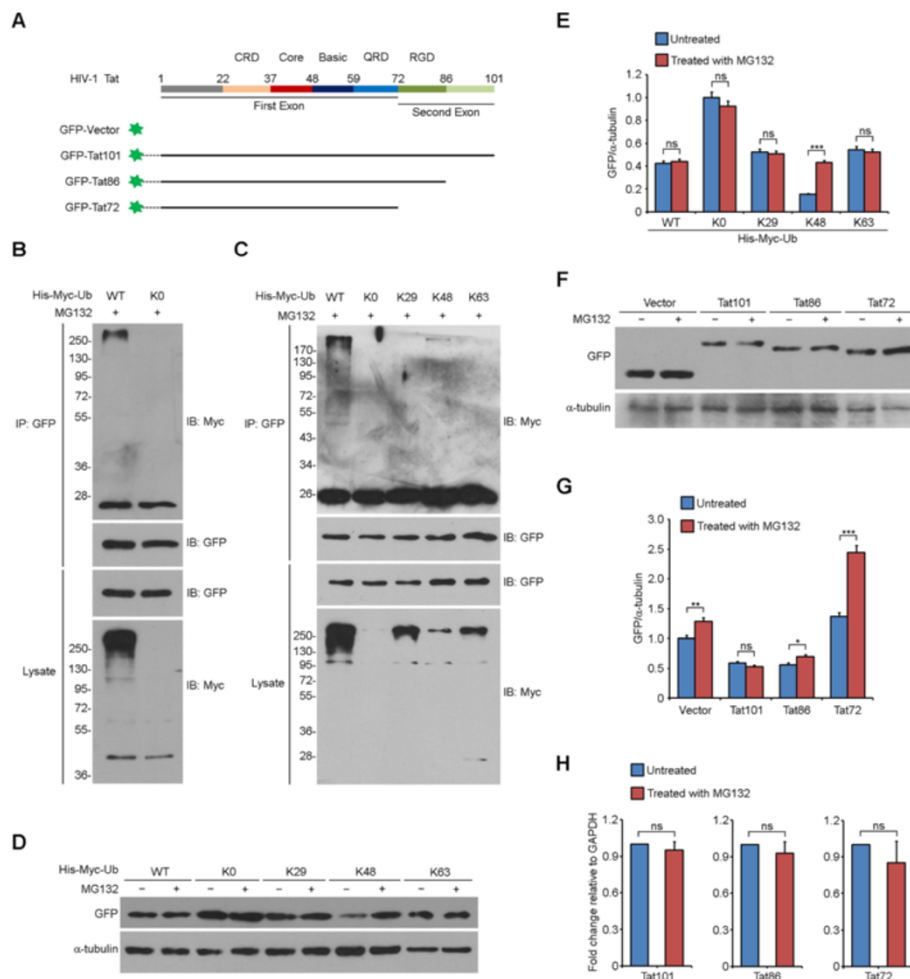 A
CRD Core Basic QRD RGD
HIV-1 Tat 1 22 37 48 59 72 86 101
First Exon
Second Exon
GFP-Vector
GFP-Tat101
GFP-Tat86
GFP-Tat72
B
His-Myc-Ub WT K0
MG132 + +
IP: GFP
250-
130-
95-
72-
55-
36-
28-
IB: Myc
IB: GFP
Lysate
IB: GFP
250-
130-
95-
72-
55-
36-
IB: Myc
C
His-Myc-Ub WT K0 K29 K48 K63
MG132 + + + + +
IP: GFP
170-
130-
95-
72-
55-
43-
34-
26-
IB: Myc
IB: GFP
Lysate
IB: GFP
250-
130-
95-
72-
55-
36-
28-
IB: Myc
D
His-Myc-Ub WT K0 K29 K48 K63
MG132 − + − + − + − + − +
GFP
α-tubulin
E
Untreated
Treated with MG132
GFP/α-tubulin
1.2
1.0
0.8
0.6
0.4
0.2
0
ns ns ns *** ns
WT K0 K29 K48 K63
His-Myc-Ub
F
Vector Tat101 Tat86 Tat72
MG132 − + − + − + − +
GFP
α-tubulin
G
Untreated
Treated with MG132
GFP/α-tubulin
3.0
2.5
2.0
1.5
1.0
0.5
0
** ns * ***
Vector Tat101 Tat86 Tat72
H
Untreated
Treated with MG132
Fold change relative to GAPDH
1.2 1.2 1.2
0.9 0.9 0.9
0.6 0.6 0.6
0.3 0.3 0.3
0 0 0
ns ns ns
Tat101 Tat86 Tat72